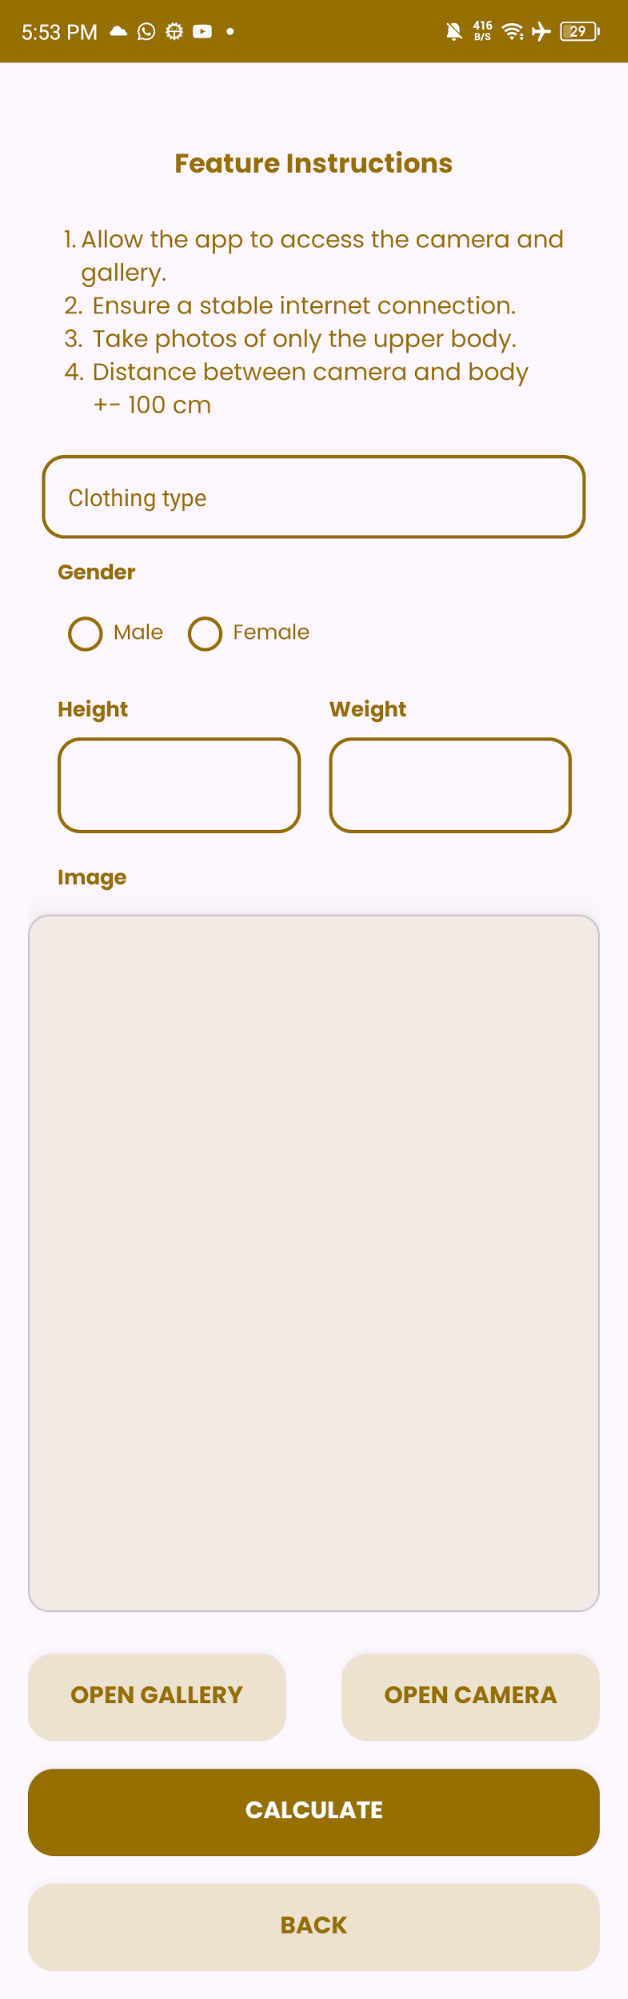 5:53 PM
416
B/S
29
Feature Instructions
1. Allow the app to access the camera and
gallery.
2. Ensure a stable internet connection.
3. Take photos of only the upper body.
4. Distance between camera and body
+- 100 cm
Clothing type
Gender
Male Female
Height Weight
Image
OPEN GALLERY OPEN CAMERA
CALCULATE
BACK